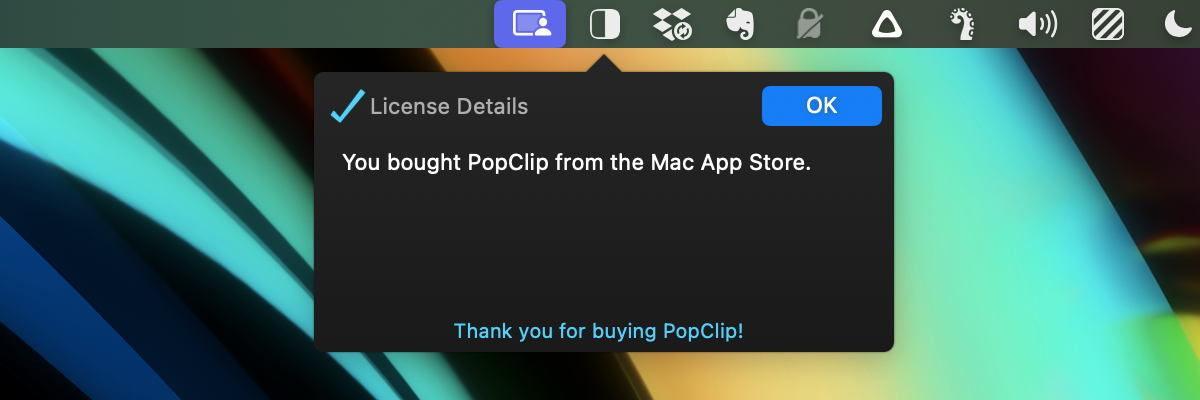 License Details
OK
You bought PopClip from the Mac App Store.
Thank you for buying PopClip!